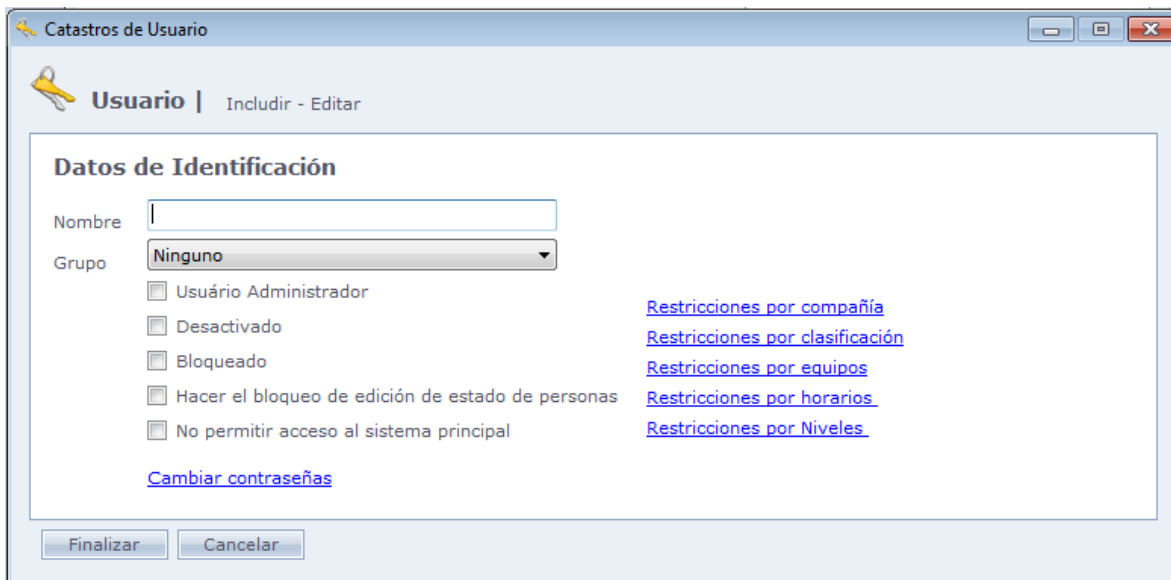 Catastros de Usuario
Usuario | Includir - Editar
Datos de Identificación
Nombre
Grupo Ninguno
Usuário Administrador
Desactivado
Bloqueado
Hacer el bloqueo de edición de estado de personas
No permitir acceso al sistema principal
Cambiar contraseñas
Restricciones por compañía
Restricciones por clasificación
Restricciones por equipos
Restricciones por horarios
Restricciones por Niveles
Finalizar Cancelar